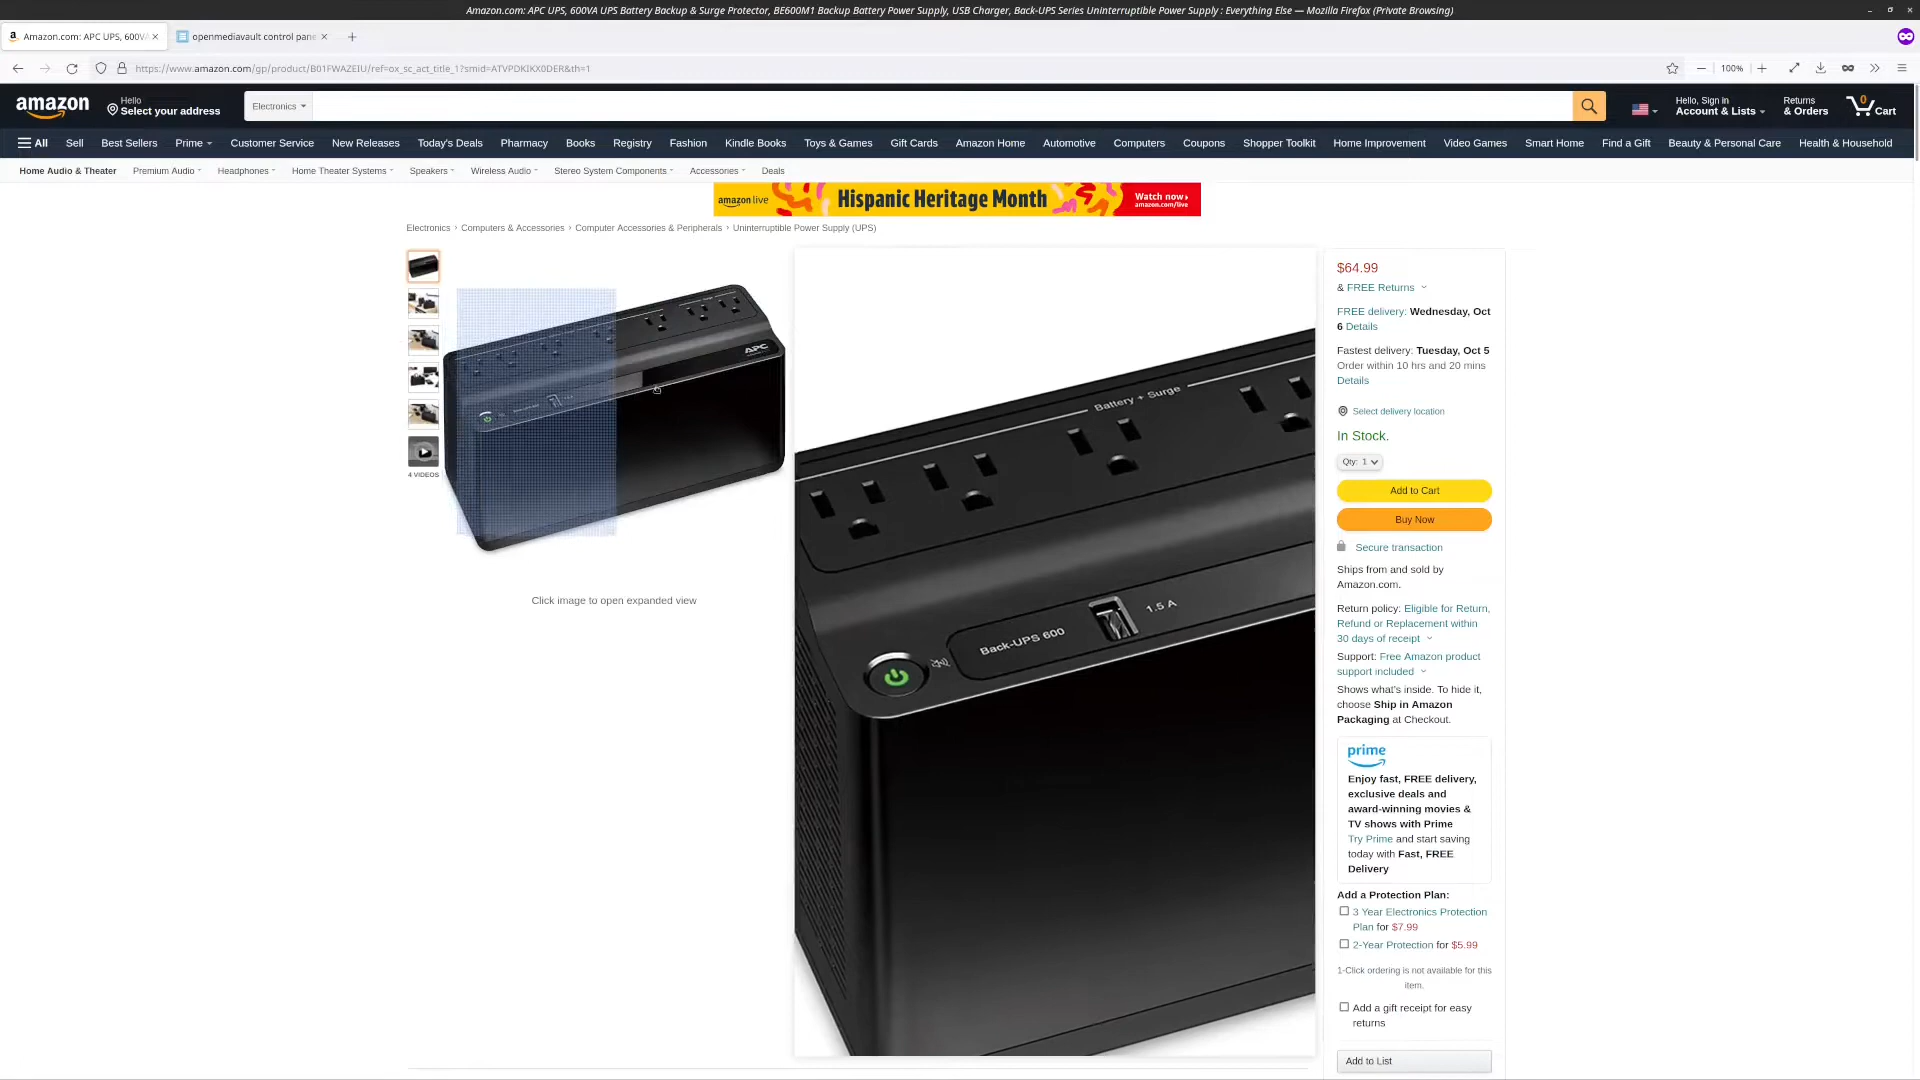 Amazon.com: APC UPS, 600VA UPS Battery Backup & Surge Protector, BE600M1 Backup Battery Power Supply, USB Charger, Back-UPS Series Uninterruptible Power Supply : Everything Else — Mozilla Firefox (Private Browsing)
Amazon.com: APC UPS, 600VA
openmediavault control pane
https://www.amazon.com/gp/product/B01FWAZEIU/ref=ox_sc_act_title_1?smid=ATVPDKIKX0DER&th=1
100%
amazon
Hello
Select your address
Electronics
Hello, Sign in
Account & Lists
Returns
& Orders
0
Cart
All Sell Best Sellers Prime Customer Service New Releases Today's Deals Pharmacy Books Registry Fashion Kindle Books Toys & Games Gift Cards Amazon Home Automotive Computers Coupons Shopper Toolkit Home Improvement Video Games Smart Home Find a Gift Beauty & Personal Care Health & Household
Home Audio & Theater Premium Audio Headphones Home Theater Systems Speakers Wireless Audio Stereo System Components Accessories Deals
amazon live
Hispanic Heritage Month
Watch now
amazon.com/live
Electronics › Computers & Accessories › Computer Accessories & Peripherals › Uninterruptible Power Supply (UPS)
4 VIDEOS
APC
Click image to open expanded view
Battery + Surge
1.5 A
Back-UPS 600
$64.99
& FREE Returns
FREE delivery: Wednesday, Oct
6 Details
Fastest delivery: Tuesday, Oct 5
Order within 10 hrs and 20 mins
Details
Select delivery location
In Stock.
Qty: 1
Add to Cart
Buy Now
Secure transaction
Ships from and sold by
Amazon.com.
Return policy: Eligible for Return,
Refund or Replacement within
30 days of receipt
Support: Free Amazon product
support included
Shows what's inside. To hide it,
choose Ship in Amazon
Packaging at Checkout.
prime
Enjoy fast, FREE delivery,
exclusive deals and
award-winning movies &
TV shows with Prime
Try Prime and start saving
today with Fast, FREE
Delivery
Add a Protection Plan:
3 Year Electronics Protection
Plan for $7.99
2-Year Protection for $5.99
1-Click ordering is not available for this
item.
Add a gift receipt for easy
returns
Add to List